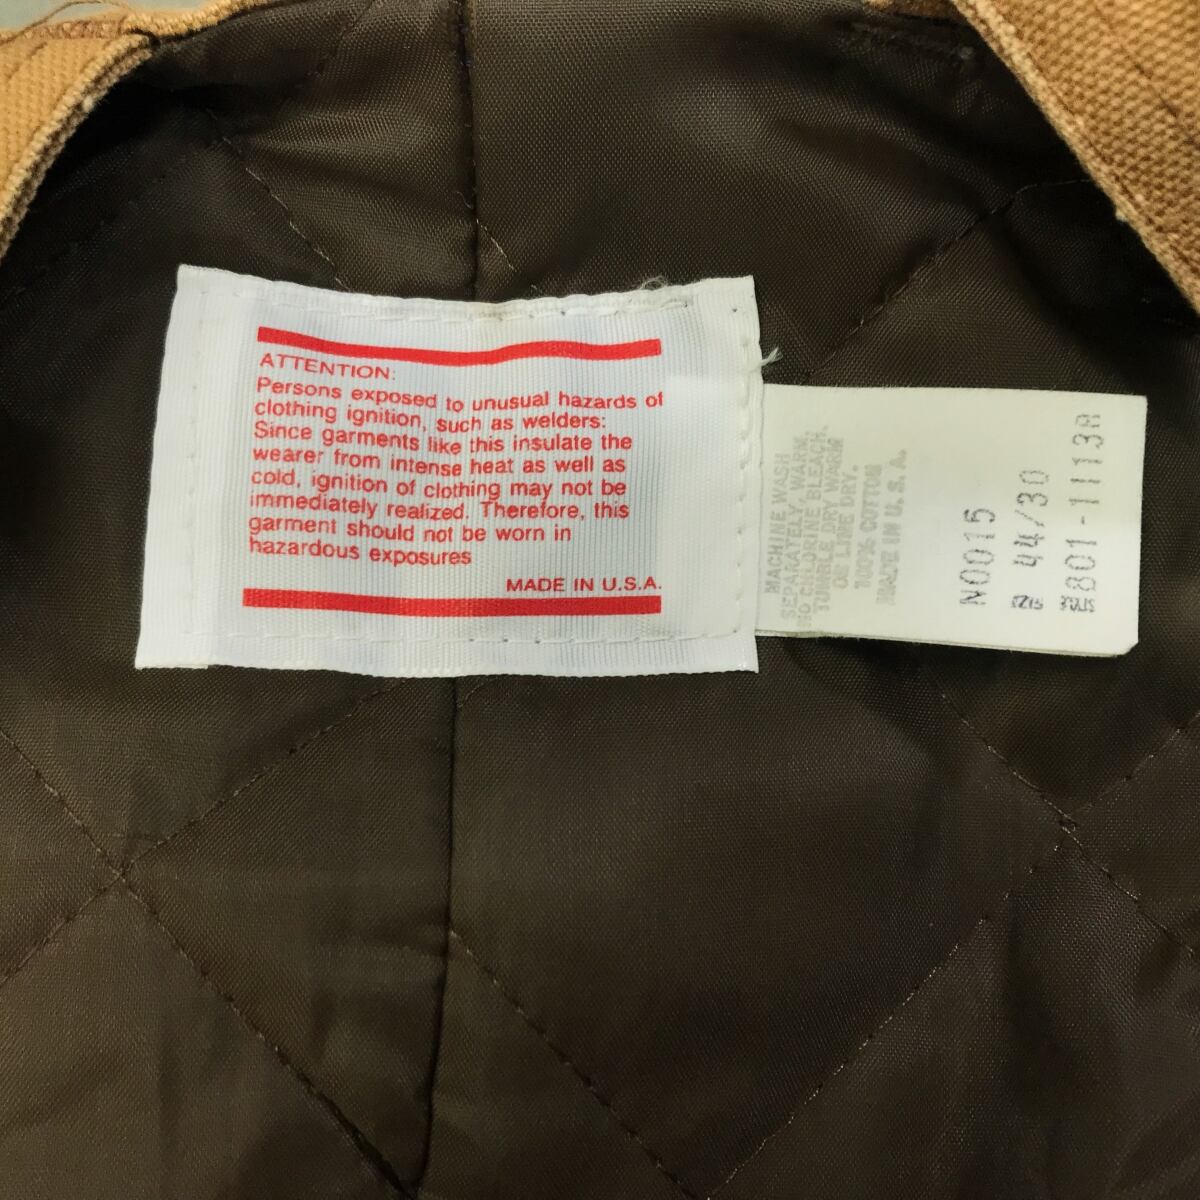 ATTENTION:
Persons exposed to unusual hazards of
clothing ignition, such as welders:
Since garments like this insulate the
wearer from intense heat as well as
cold, ignition of clothing may not be
immediately realized. Therefore, this
garment should not be worn in
hazardous exposures
MADE IN U.S.A.
MACHINE WASH
SEPARATELY, WARM,
NO CHLORINE BLEACH.
TUMBLE DRY WARM
OR LINE DRY.
100% COTTON
MADE IN U.S.A.
N0015
44/30
801-11138